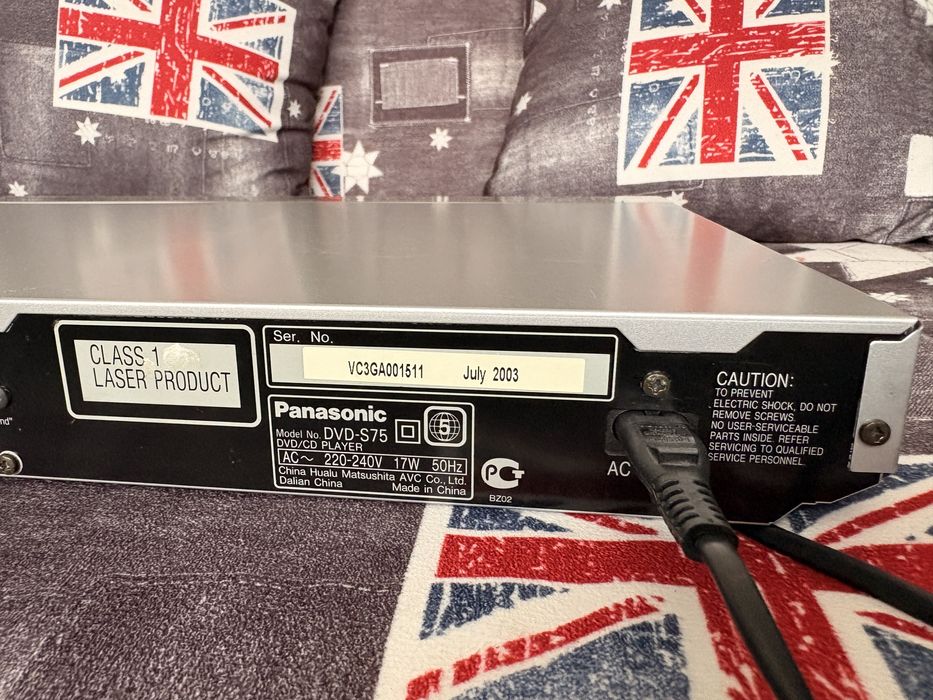 CLASS 1
LASER PRODUCT
Ser. No.
VC3GA001511 July 2003
Panasonic
Model No. DVD-S75
DVD/CD PLAYER
5
AC~ 220-240V 17W 50Hz
China Hualu Matsushita AVC Co., Ltd.
Dalian China Made in China
BZ02
AC
CAUTION:
TO PREVENT
ELECTRIC SHOCK, DO NOT
REMOVE SCREWS.
NO USER-SERVICEABLE
PARTS INSIDE. REFER
SERVICING TO QUALIFIED
SERVICE PERSONNEL.